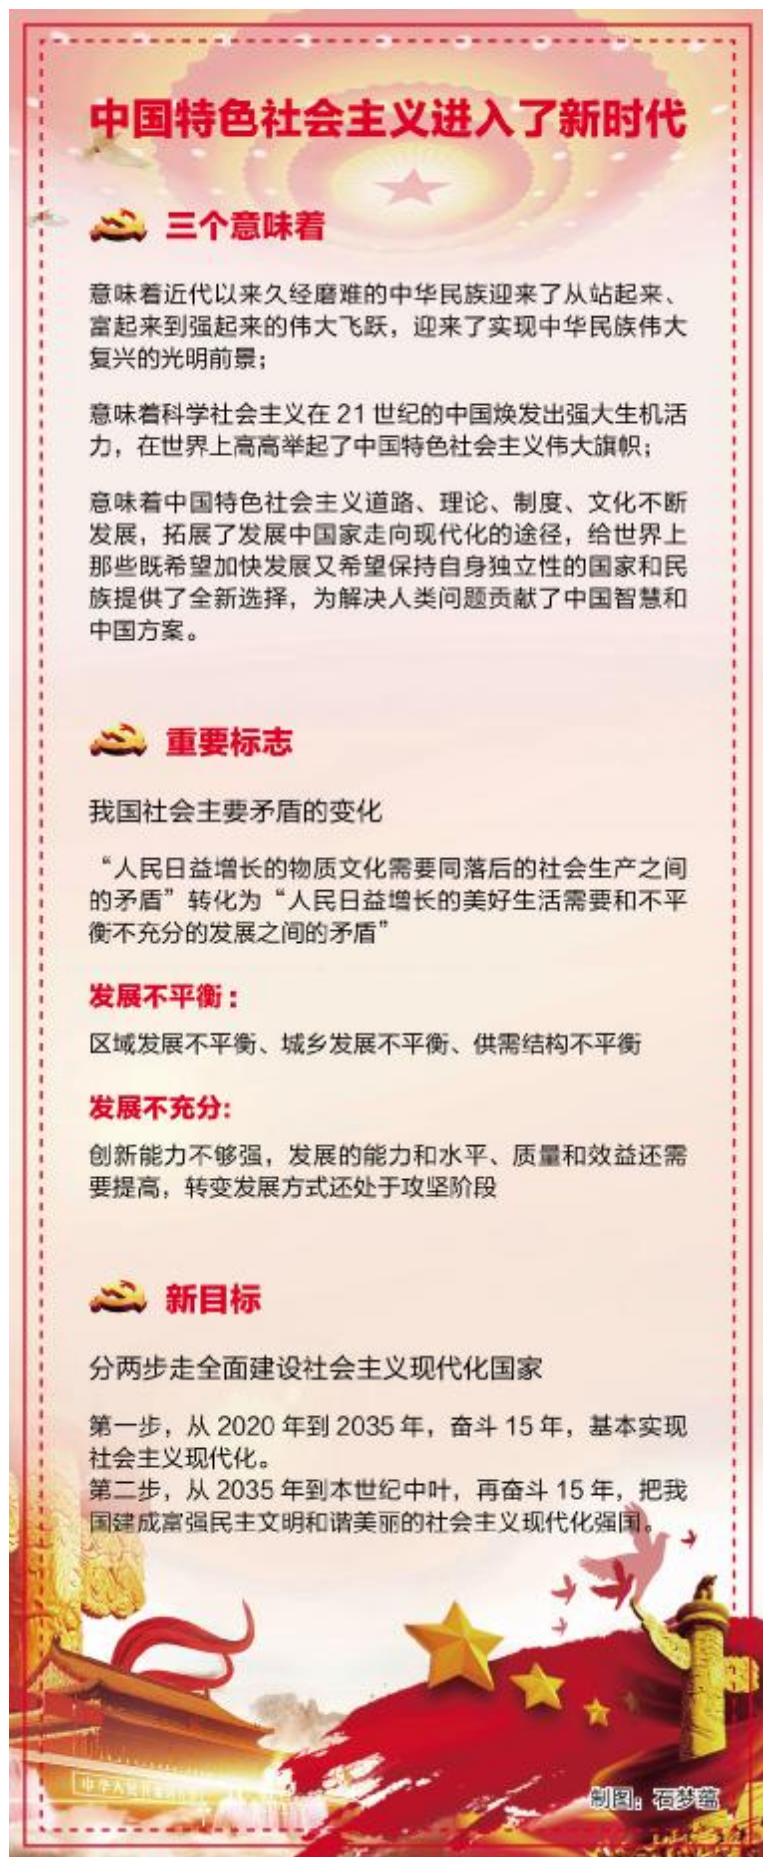 中国特色社会主义进入了新时代
三个意味着
意味着近代以来久经磨难的中华民族迎来了从站起来、
富起来到强起来的伟大飞跃，迎来了实现中华民族伟大
复兴的光明前景；
意味着科学社会主义在 21 世纪的中国焕发出强大生机活
力，在世界上高高举起了中国特色社会主义伟大旗帜；
意味着中国特色社会主义道路、理论、制度、文化不断
发展，拓展了发展中国家走向现代化的途径，给世界上
那些既希望加快发展又希望保持自身独立性的国家和民
族提供了全新选择，为解决人类问题贡献了中国智慧和
中国方案。
重要标志
我国社会主要矛盾的变化
“人民日益增长的物质文化需要同落后的社会生产之间
的矛盾”转化为“人民日益增长的美好生活需要和不平
衡不充分的发展之间的矛盾”
发展不平衡：
区域发展不平衡、城乡发展不平衡、供需结构不平衡
发展不充分:
创新能力不够强，发展的能力和水平、质量和效益还需
要提高，转变发展方式还处于攻坚阶段
新目标
分两步走全面建设社会主义现代化国家
第一步，从 2020 年到 2035 年，奋斗 15 年，基本实现
社会主义现代化。
第二步，从 2035 年到本世纪中叶，再奋斗 15 年，把我
国建成富强民主文明和谐美丽的社会主义现代化强国。
中华人民
制图：石梦蕴